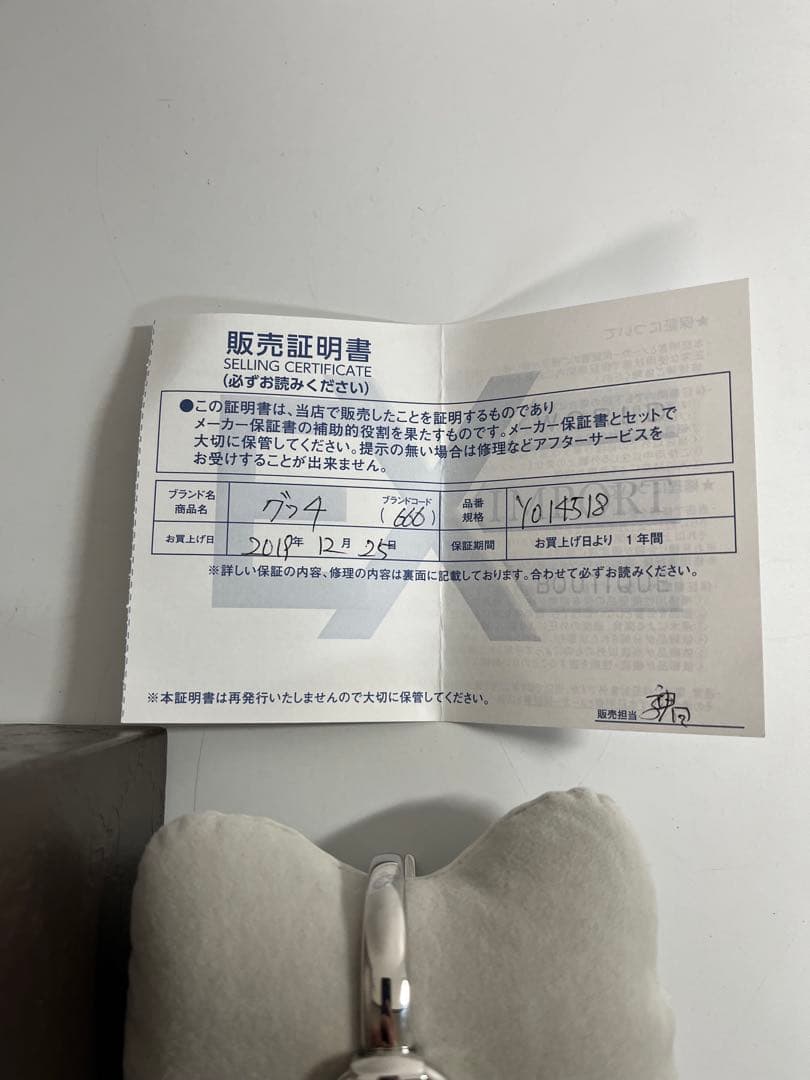 販売証明書
SELLING CERTIFICATE
(必ずお読みください)
●この証明書は、当店で販売したことを証明するものであり
メーカー保証書の補助的役割を果たすものです。メーカー保証書とセットで
大切に保管してください。提示の無い場合は修理などアフターサービスを
お受けすることが出来ません。
ブランド名
商品名
グッチ
ブランドコード
(666)
品番
規格
Y014518
お買上げ日
2019年 12月 25日
保証期間
お買上げ日より 1年間
EX
IMPORT
BOUTIQUE
※詳しい保証の内容、修理の内容は裏面に記載しております。合わせて必ずお読みください。
※本証明書は再発行いたしませんので大切に保管してください。
販売担当